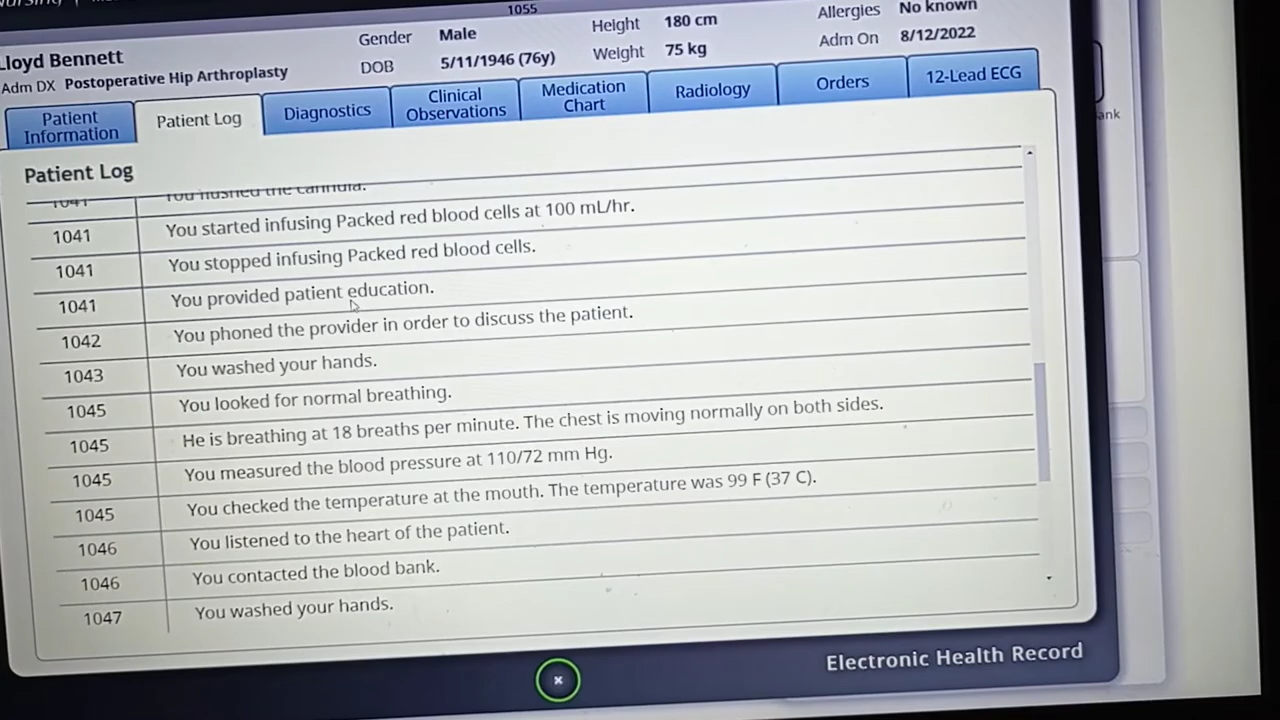 1055
Lloyd Bennett
Adm DX Postoperative Hip Arthroplasty
Gender Male
DOB 5/11/1946 (76y)
Height 180 cm
Weight 75 kg
Allergies No known
Adm On 8/12/2022
Patient Information
Patient Log
Diagnostics
Clinical Observations
Medication Chart
Radiology
Orders
12-Lead ECG
ank
Patient Log
1041 You flushed the cannula.
1041 You started infusing Packed red blood cells at 100 mL/hr.
1041 You stopped infusing Packed red blood cells.
1041 You provided patient education.
1042 You phoned the provider in order to discuss the patient.
1043 You washed your hands.
1045 You looked for normal breathing.
1045 He is breathing at 18 breaths per minute. The chest is moving normally on both sides.
1045 You measured the blood pressure at 110/72 mm Hg.
1045 You checked the temperature at the mouth. The temperature was 99 F (37 C).
1046 You listened to the heart of the patient.
1046 You contacted the blood bank.
1047 You washed your hands.
Electronic Health Record